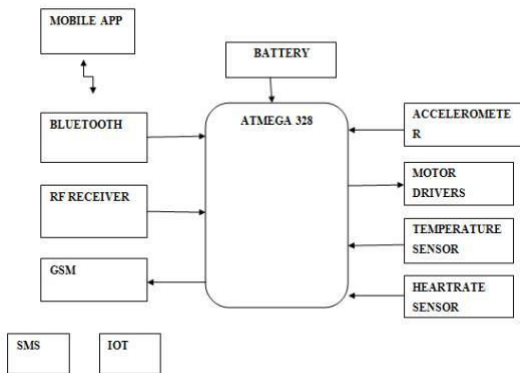 MOBILE APP
BATTERY
BLUETOOTH
ATMEGA 328
ACCELEROMETE
R
RF RECEIVER
MOTOR
DRIVERS
TEMPERATURE
SENSOR
GSM
HEARTRATE
SENSOR
SMS
IOT